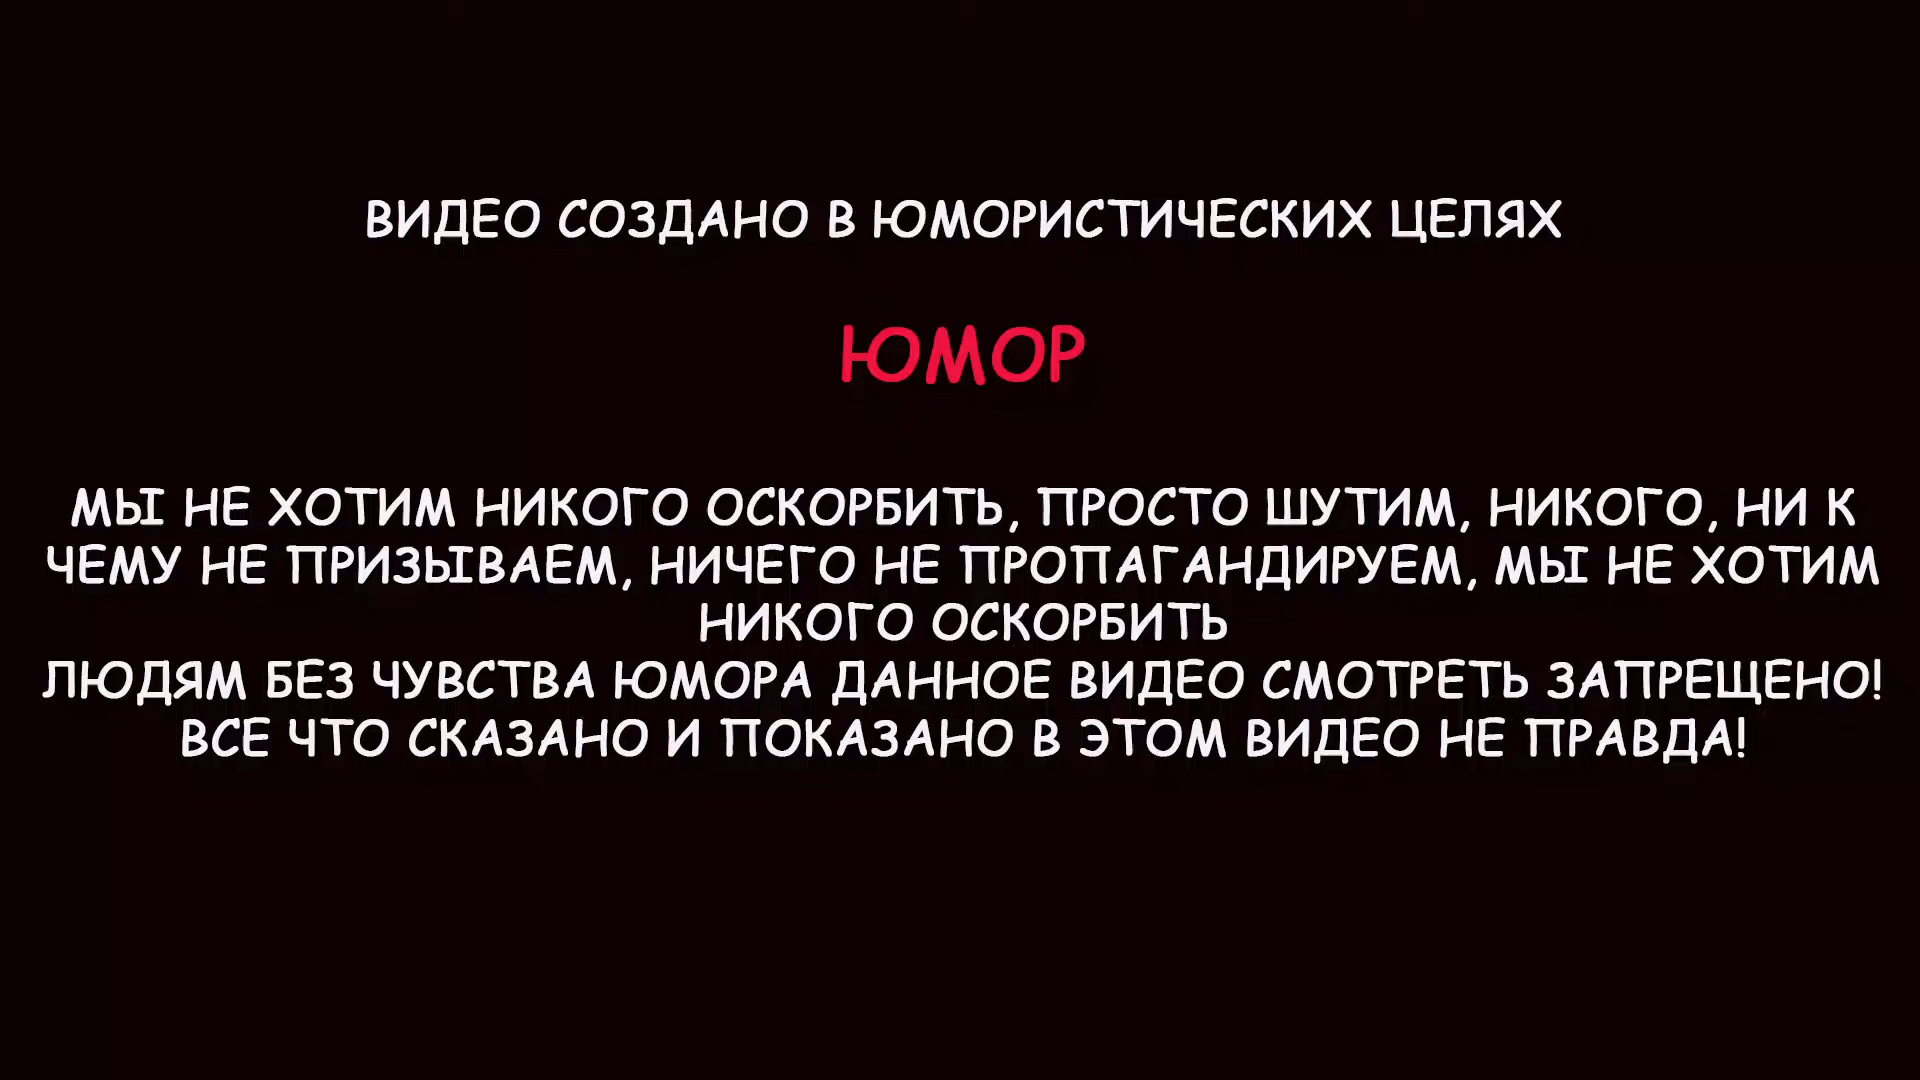 ВИДЕО СОЗДАНО В ЮМОРИСТИЧЕСКИХ ЦЕЛЯХ
ЮМОР
МЫ НЕ ХОТИМ НИКОГО ОСКОРБИТЬ, ПРОСТО ШУТИМ, НИКОГО, НИ К
ЧЕМУ НЕ ПРИЗЫВАЕМ, НИЧЕГО НЕ ПРОПАГАНДИРУЕМ, МЫ НЕ ХОТИМ
НИКОГО ОСКОРБИТЬ
ЛЮДЯМ БЕЗ ЧУВСТВА ЮМОРА ДАННОЕ ВИДЕО СМОТРЕТЬ ЗАПРЕЩЕНО!
ВСЕ ЧТО СКАЗАНО И ПОКАЗАНО В ЭТОМ ВИДЕО НЕ ПРАВДА!